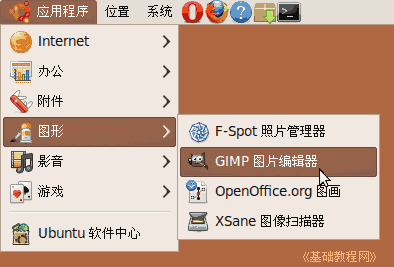 应用程序 位置 系统
Internet
办公
附件
图形
影音
游戏
Ubuntu 软件中心
F-Spot 照片管理器
GIMP 图片编辑器
OpenOffice.org 图画
XSane 图像扫描器
《基础教程网》